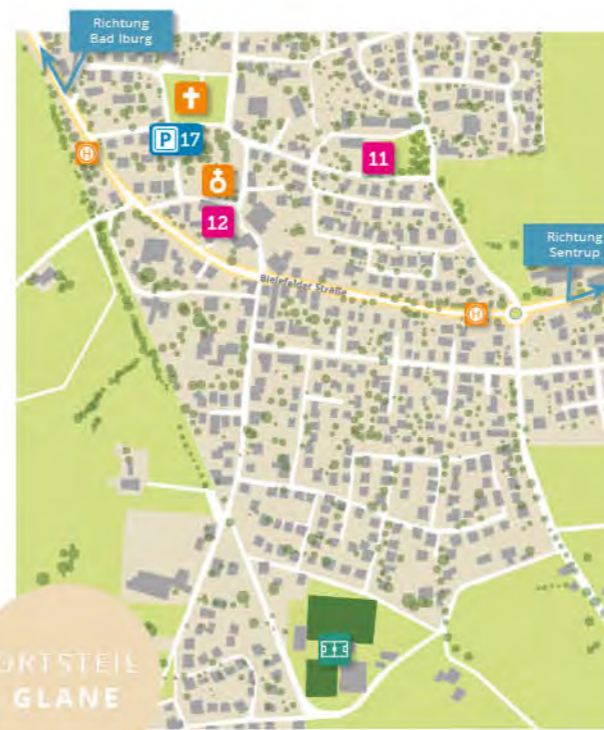 Richtung
Bad Iburg
P 17
H
11
12
Richtung
Sentrup
Bielefelder Straße
H
ORTSTEIL
GLANE